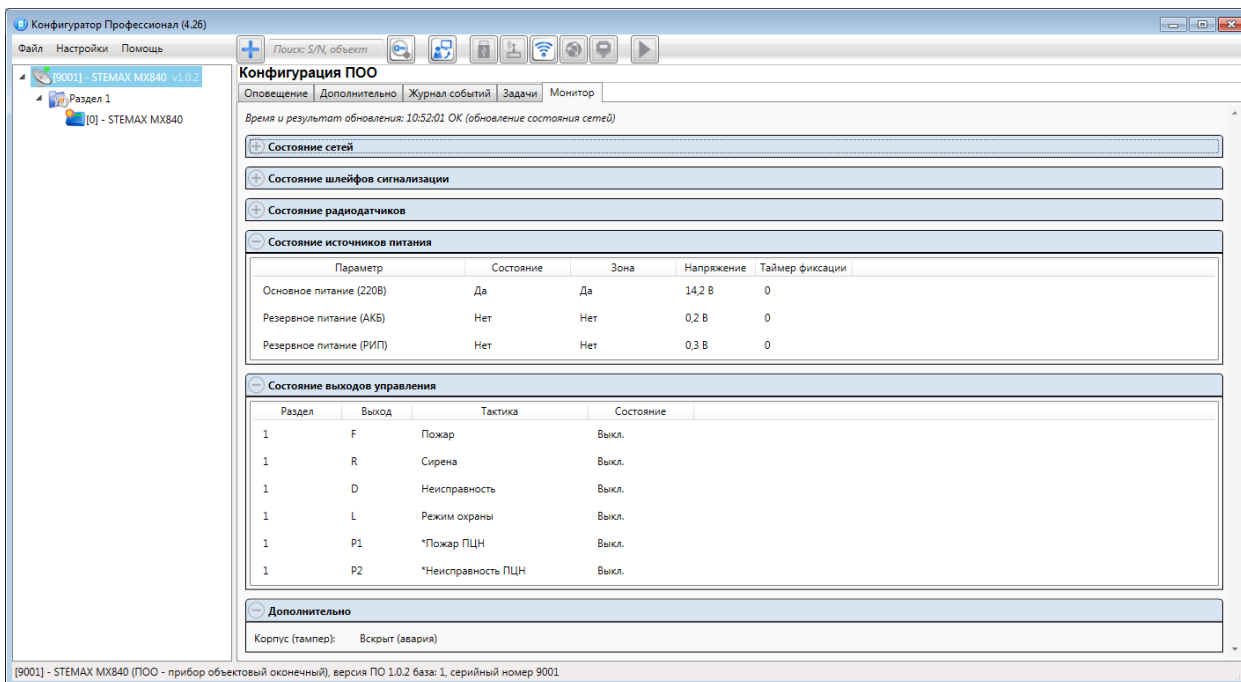 Конфигуратор Профессионал (4.26)
Файл Настройки Помощь
Поиск: S/N, объект
[9001] - STEMAX MX840 v1.0.2
Раздел 1
[0] - STEMAX MX840
Конфигурация ПОО
Оповещение Дополнительно Журнал событий Задачи Монитор
Время и результат обновления: 10:52:01 ОК (обновление состояния сетей)
Состояние сетей
Состояние шлейфов сигнализации
Состояние радиодатчиков
Состояние источников питания
Параметр Состояние Зона Напряжение Таймер фиксации
Основное питание (220В) Да Да 14,2 В 0
Резервное питание (АКБ) Нет Нет 0,2 В 0
Резервное питание (РИП) Нет Нет 0,3 В 0
Состояние выходов управления
Раздел Выход Тактика Состояние
1 F Пожар Выкл.
1 R Сирена Выкл.
1 D Неисправность Выкл.
1 L Режим охраны Выкл.
1 P1 *Пожар ПЦН Выкл.
1 P2 *Неисправность ПЦН Выкл.
Дополнительно
Корпус (тампер): Вскрыт (авария)
[9001] - STEMAX MX840 (ПОО - прибор объектовый оконечный), версия ПО 1.0.2 база: 1, серийный номер 9001